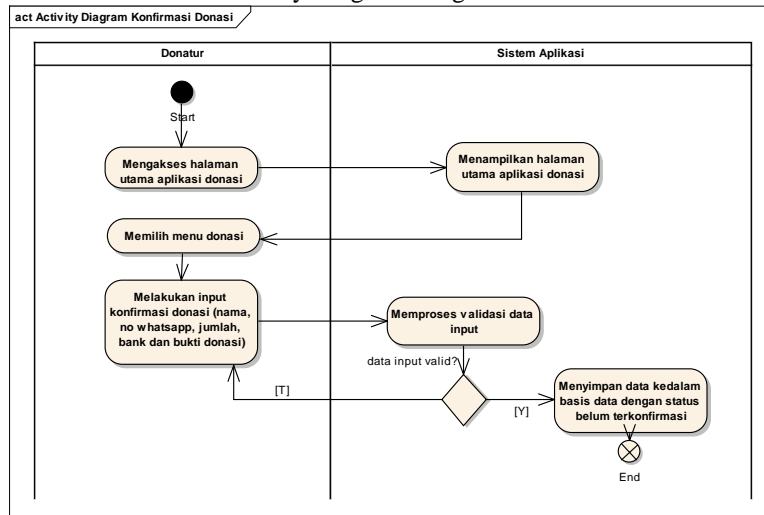 act Activity Diagram Konfirmasi Donasi
Donatur
Sistem Aplikasi
Start
Mengakses halaman
utama aplikasi donasi
Menampilkan halaman
utama aplikasi donasi
Memilih menu donasi
Melakukan input
konfirmasi donasi (nama,
no whatsapp, jumlah,
bank dan bukti donasi)
Memproses validasi data
input
data input valid?
[T]
[Y]
Menyimpan data kedalam
basis data dengan status
belum terkonfirmasi
End